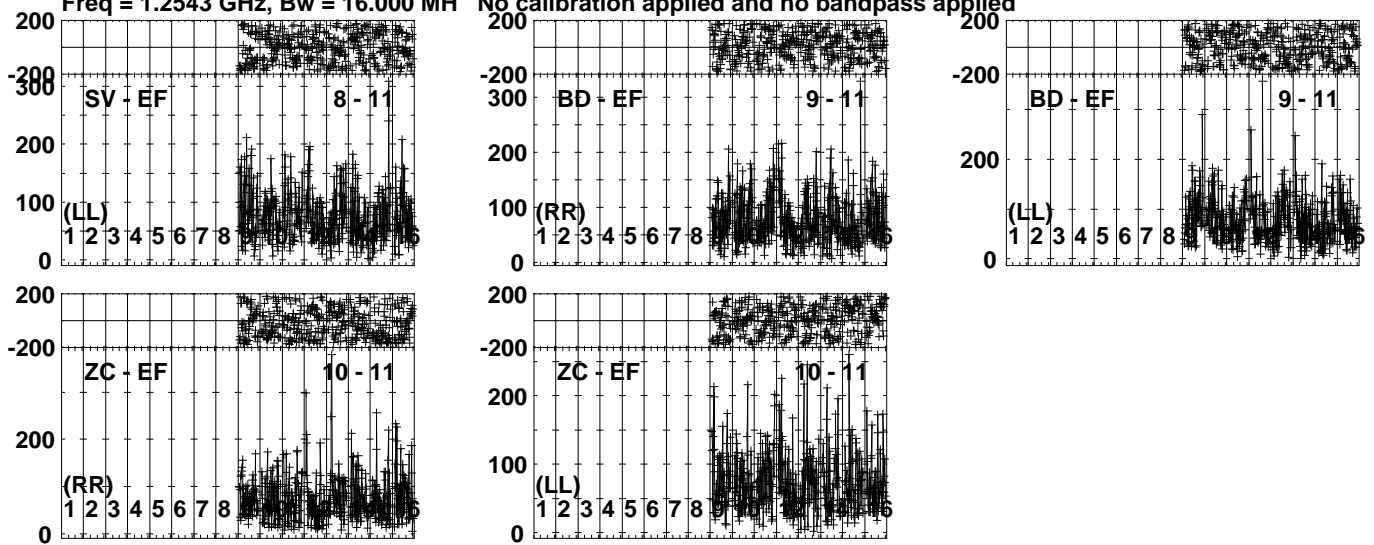 Freq = 1.2543 GHz, Bw = 16.000 MH No calibration applied and no bandpass applied
200
-200
300
200
100
0
SV - EF 8 - 11
(LL)
1 2 3 4 5 6 7 8
200
-200
300
200
100
0
BD - EF 9 - 11
(RR)
1 2 3 4 5 6 7 8
200
-200
200
0
BD - EF 9 - 11
(LL)
1 2 3 4 5 6 7 8
200
-200
200
0
ZC - EF 10 - 11
(RR)
1 2 3 4 5 6 7 8
200
-200
200
100
0
ZC - EF 10 - 11
(LL)
1 2 3 4 5 6 7 8